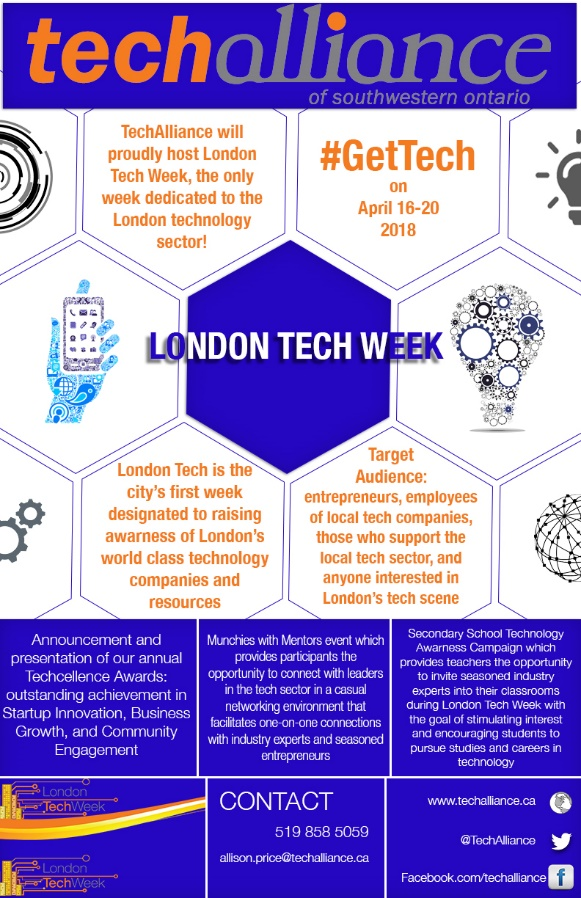 techalliance
of southwestern ontario
TechAlliance will
proudly host London
Tech Week, the only
week dedicated to the
London technology
sector!
#GetTech
on
April 16-20
2018
LONDON TECH WEEK
London Tech is the
city's first week
designated to raising
awarness of London's
world class technology
companies and
resources
Target
Audience:
entrepreneurs, employees
of local tech companies,
those who support the
local tech sector, and
anyone interested in
London's tech scene
Announcement and
presentation of our annual
Techcellence Awards:
outstanding achievement in
Startup Innovation, Business
Growth, and Community
Engagement
Munchies with Mentors event which
provides participants the
opportunity to connect with leaders
in the tech sector in a casual
networking environment that
facilitates one-on-one connections
with industry experts and seasoned
entrepreneurs
Secondary School Technology
Awarness Campaign which
provides teachers the opportunity
to invite seasoned industry
experts into their classrooms
during London Tech Week with
the goal of stimulating interest
and encouraging students to
pursue studies and careers in
technology
London
TechWeek
London
TechWeek
CONTACT
519 858 5059
allison.price@techalliance.ca
www.techalliance.ca
@TechAlliance
Facebook.com/techalliance